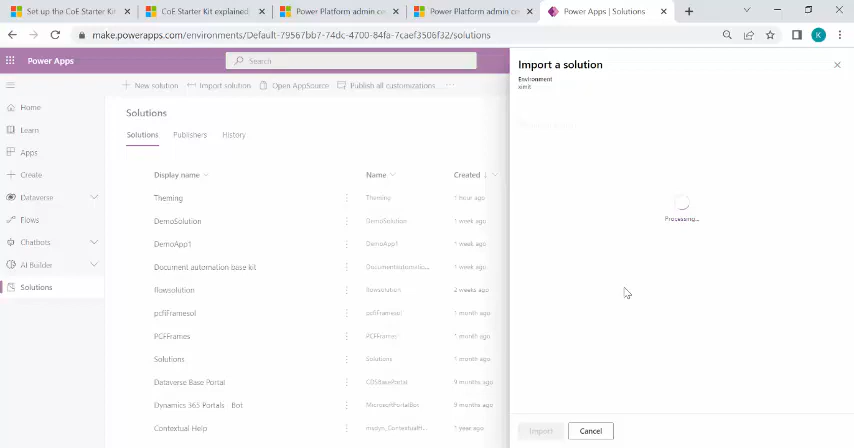 Set up the CoE Starter Kit
CoE Starter Kit explained
Power Platform admin ce
Power Platform admin ce
Power Apps | Solutions
make.powerapps.com/environments/Default-79567bb7-74dc-4700-84fa-7caef3506f32/solutions
K
Power Apps
Search
New solution
Import solution
Open AppSource
Publish all customizations
Home
Learn
Apps
Create
Dataverse
Flows
Chatbots
AI Builder
Solutions
Solutions
Solutions Publishers History
Display name Name Created
Theming Theming 1 hour ago
DemoSolution DemoSolution 1 week ago
DemoApp1 DemoApp1 1 week ago
Document automation base kit DocumentAutomatio... 1 week ago
flowsolution flowsolution 2 weeks ago
pcfiFramesol pcfiFramesol 1 month ago
PCFFrames PCFFrames 1 month ago
Solutions Solutions 1 month ago
Dataverse Base Portal CDSBasePortal 9 months ago
Dynamics 365 Portals - Bot MicrosoftPortalBot 9 months ago
Contextual Help 1 year ago
Import a solution
Environment
Processing...
Import
Cancel